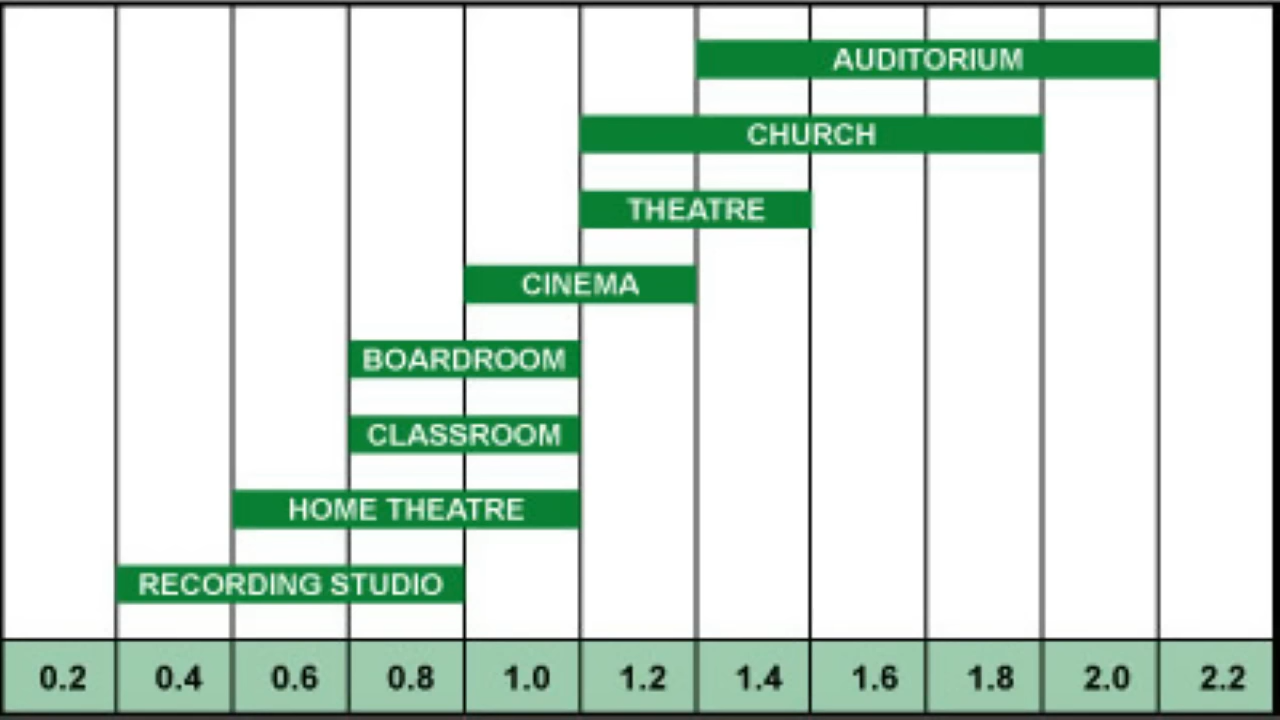 AUDITORIUM
CHURCH
THEATRE
CINEMA
BOARDROOM
CLASSROOM
HOME THEATRE
RECORDING STUDIO
0.2 0.4 0.6 0.8 1.0 1.2 1.4 1.6 1.8 2.0 2.2